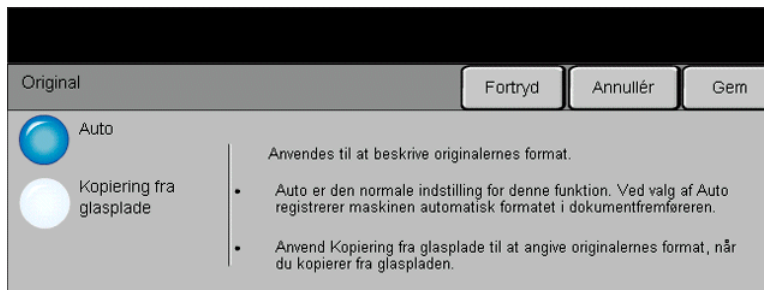 Original
Fortryd
Annullér
Gem
Auto
Kopiering fra
glasplade
Anvendes til at beskrive originalernes format.
• Auto er den normale indstilling for denne funktion. Ved valg af Auto
registrerer maskinen automatisk formatet i dokumentfremføreren.
• Anvend Kopiering fra glasplade til at angive originalernes format, når
du kopierer fra glaspladen.